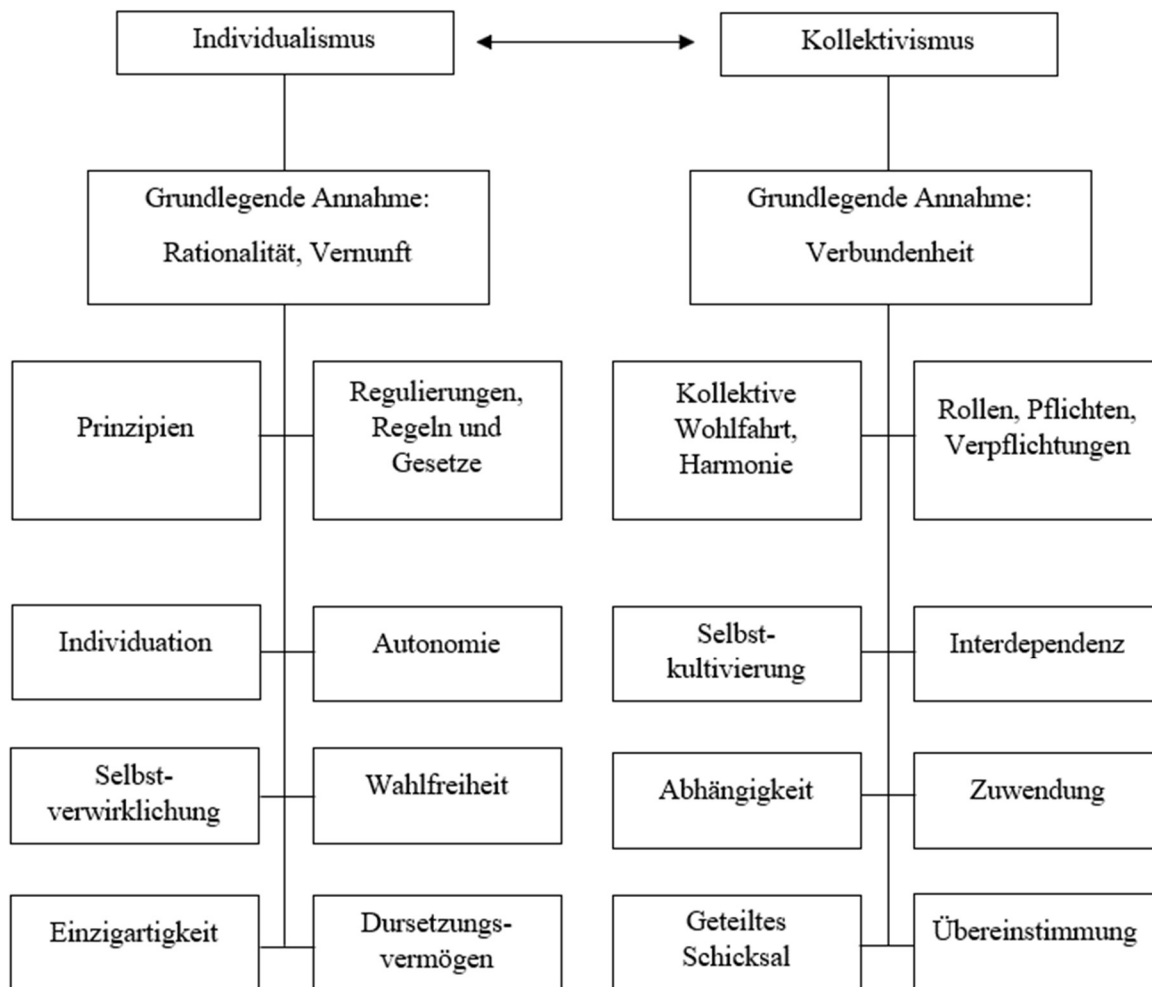 Individualismus
Kollektivismus
Grundlegende Annahme:
Rationalität, Vernunft
Grundlegende Annahme:
Verbundenheit
Prinzipien
Regulierungen,
Regeln und
Gesetze
Kollektive
Wohlfahrt,
Harmonie
Rollen, Pflichten,
Verpflichtungen
Individuation
Autonomie
Selbst-
kultivierung
Interdependenz
Selbst-
verwirklichung
Wahlfreiheit
Abhängigkeit
Zuwendung
Einzigartigkeit
Dursetzungs-
vermögen
Geteiltes
Schicksal
Übereinstimmung